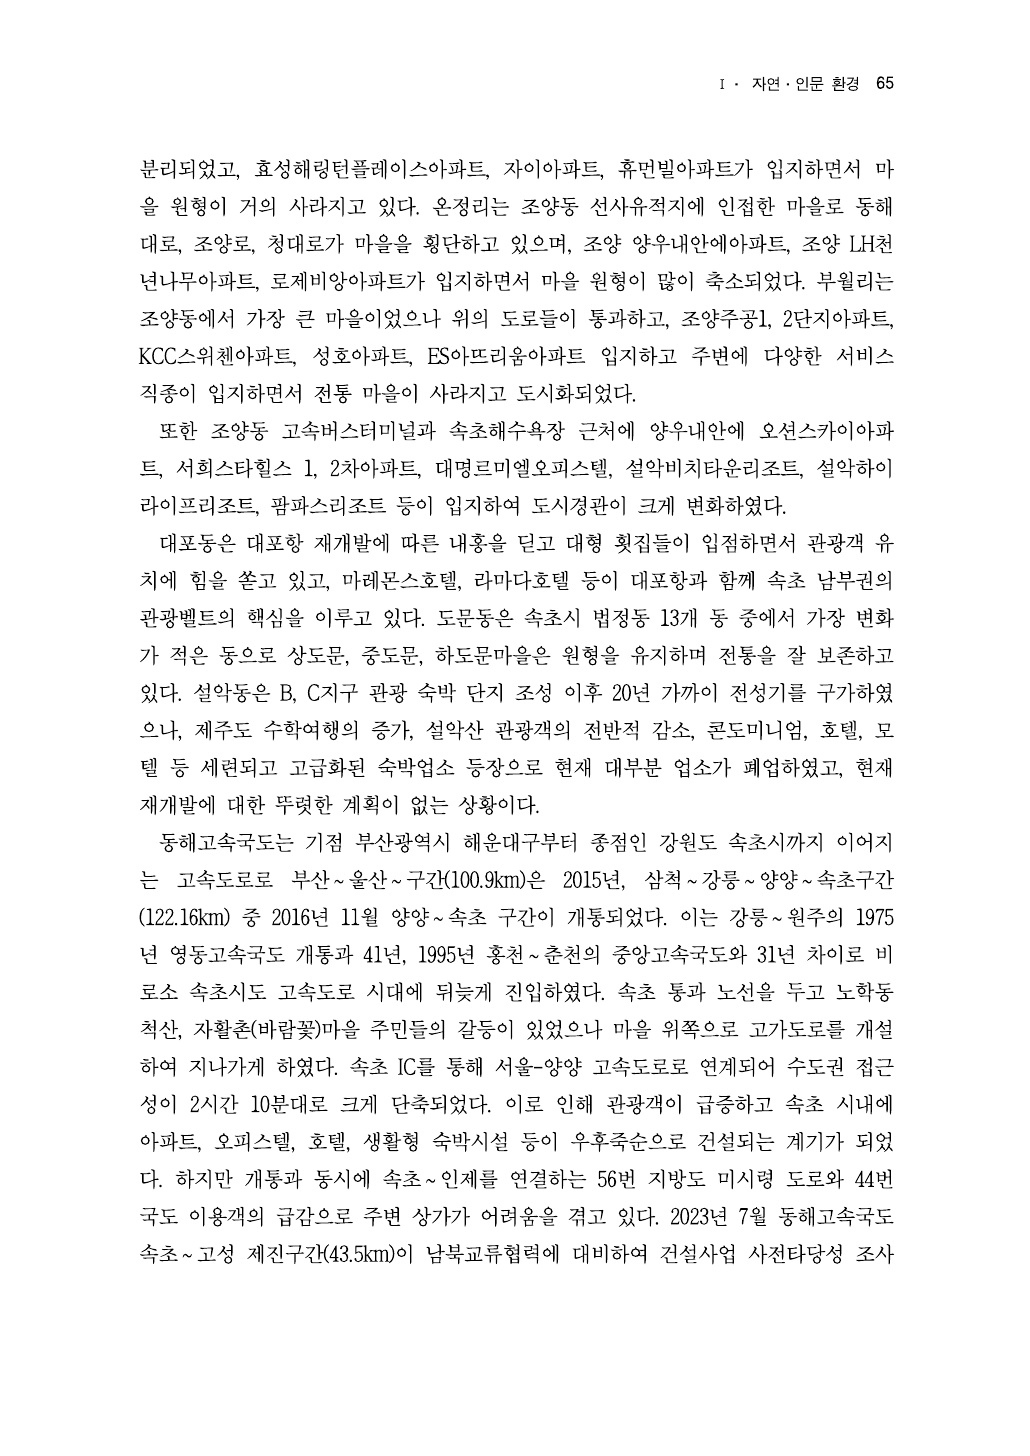 I · 자연·인문 환경 65
분리되었고, 효성해링턴플레이스아파트, 자이아파트, 휴먼빌아파트가 입지하면서 마
을 원형이 거의 사라지고 있다. 온정리는 조양동 선사유적지에 인접한 마을로 동해
대로, 조양로, 청대로가 마을을 횡단하고 있으며, 조양 양우내안에아파트, 조양 LH천
년나무아파트, 로제비앙아파트가 입지하면서 마을 원형이 많이 축소되었다. 부월리는
조양동에서 가장 큰 마을이었으나 위의 도로들이 통과하고, 조양주공1, 2단지아파트,
KCC스위첸아파트, 성호아파트, ES아뜨리움아파트 입지하고 주변에 다양한 서비스
직종이 입지하면서 전통 마을이 사라지고 도시화되었다.
또한 조양동 고속버스터미널과 속초해수욕장 근처에 양우내안에 오션스카이아파
트, 서희스타힐스 1, 2차아파트, 대명르미엘오피스텔, 설악비치타운리조트, 설악하이
라이프리조트, 팜파스리조트 등이 입지하여 도시경관이 크게 변화하였다.
대포동은 대포항 재개발에 따른 내홍을 딛고 대형 횟집들이 입점하면서 관광객 유
치에 힘을 쏟고 있고, 마레몬스호텔, 라마다호텔 등이 대포항과 함께 속초 남부권의
관광벨트의 핵심을 이루고 있다. 도문동은 속초시 법정동 13개 동 중에서 가장 변화
가 적은 동으로 상도문, 중도문, 하도문마을은 원형을 유지하며 전통을 잘 보존하고
있다. 설악동은 B, C지구 관광 숙박 단지 조성 이후 20년 가까이 전성기를 구가하였
으나, 제주도 수학여행의 증가, 설악산 관광객의 전반적 감소, 콘도미니엄, 호텔, 모
텔 등 세련되고 고급화된 숙박업소 등장으로 현재 대부분 업소가 폐업하였고, 현재
재개발에 대한 뚜렷한 계획이 없는 상황이다.
동해고속국도는 기점 부산광역시 해운대구부터 종점인 강원도 속초시까지 이어지
는 고속도로로 부산~울산~구간(100.9km)은 2015년, 삼척~강릉~양양~속초구간
(122.16km) 중 2016년 11월 양양~속초 구간이 개통되었다. 이는 강릉~원주의 1975
년 영동고속국도 개통과 41년, 1995년 홍천~춘천의 중앙고속국도와 31년 차이로 비
로소 속초시도 고속도로 시대에 뒤늦게 진입하였다. 속초 통과 노선을 두고 노학동
척산, 자활촌(바람꽃)마을 주민들의 갈등이 있었으나 마을 위쪽으로 고가도로를 개설
하여 지나가게 하였다. 속초 IC를 통해 서울-양양 고속도로로 연계되어 수도권 접근
성이 2시간 10분대로 크게 단축되었다. 이로 인해 관광객이 급증하고 속초 시내에
아파트, 오피스텔, 호텔, 생활형 숙박시설 등이 우후죽순으로 건설되는 계기가 되었
다. 하지만 개통과 동시에 속초~인제를 연결하는 56번 지방도 미시령 도로와 44번
국도 이용객의 급감으로 주변 상가가 어려움을 겪고 있다. 2023년 7월 동해고속국도
속초~고성 제진구간(43.5km)이 남북교류협력에 대비하여 건설사업 사전타당성 조사